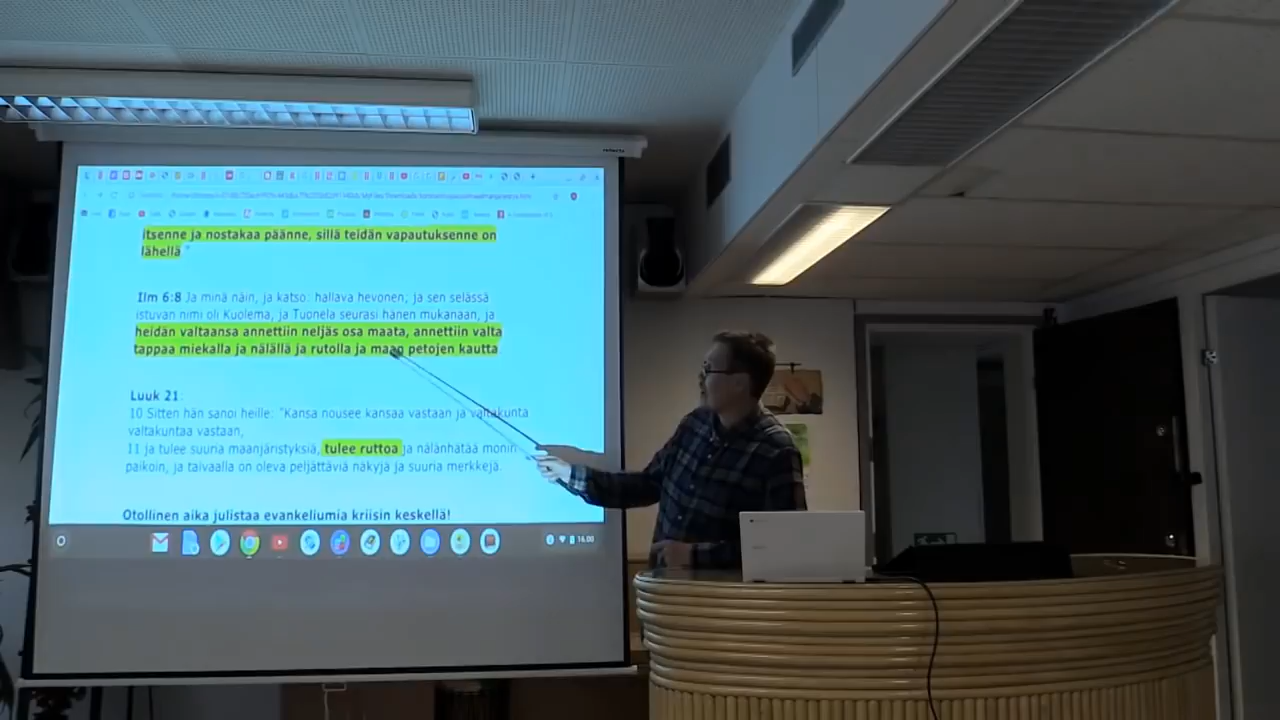 itsenne ja nostakaa päänne, sillä teidän vapautuksenne on
lähellä"
Ilm 6:8 Ja minä näin, ja katso: hallava hevonen; ja sen selässä
istuvan nimi oli Kuolema, ja Tuonela seurasi hänen mukanaan, ja
heidän valtaansa annettiin neljäs osa maata, annettiin valta
tappaa miekalla ja nälällä ja rutolla ja maan petojen kautta
Luuk 21:
10 Sitten hän sanoi heille: "Kansa nousee kansaa vastaan ja valtakunta
valtakuntaa vastaan,
11 ja tulee suuria maanjäristyksiä, tulee ruttoa ja nälänhätää monin
paikoin, ja taivaalla on oleva peljättäviä näkyjä ja suuria merkkejä.
Otollinen aika julistaa evankeliumia kriisin keskellä!
16.00